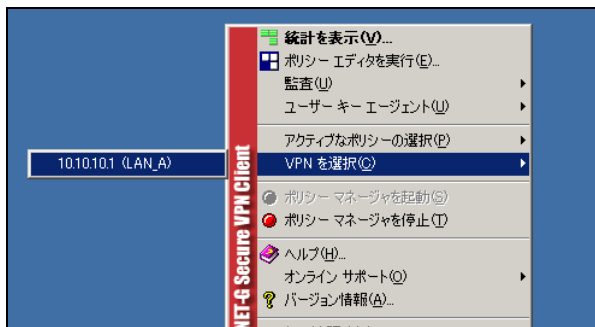 統計を表示(V)...
ポリシー エディタを実行(E)...
監査(U)
ユーザー キー エージェント(U)
アクティブなポリシーの選択(P)
10.10.10.1 (LAN_A)
VPN を選択(C)
ポリシー マネージャを起動(S)
ポリシー マネージャを停止(T)
ヘルプ(H)...
オンライン サポート(O)
バージョン情報(A)...
NET-G Secure VPN Client